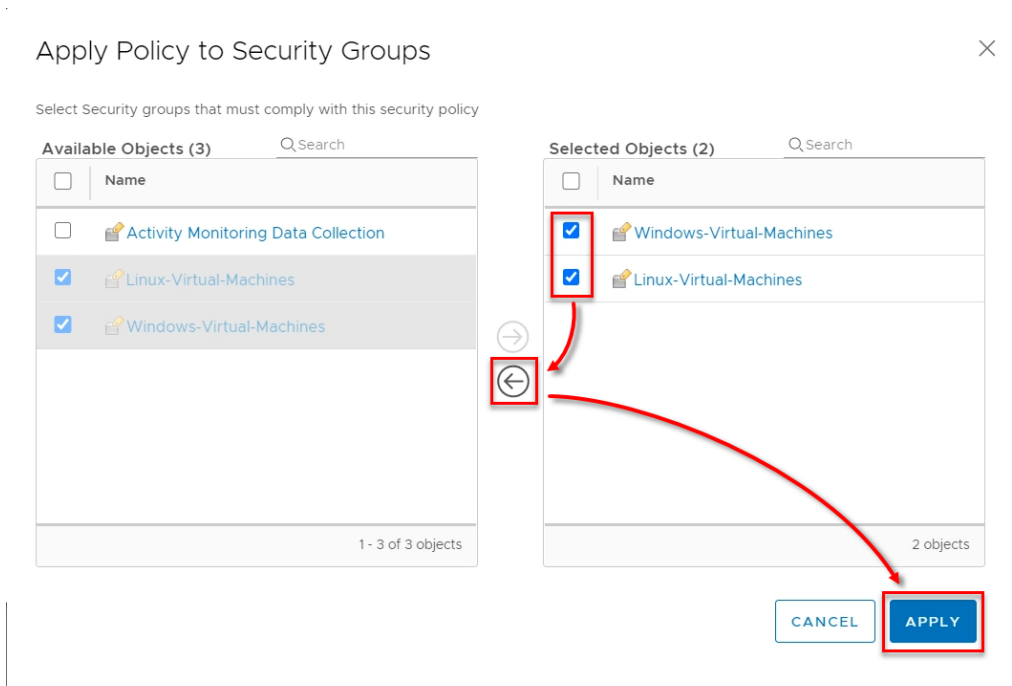 Apply Policy to Security Groups
Select Security groups that must comply with this security policy
Available Objects (3)
Search
Name
Activity Monitoring Data Collection
Linux-Virtual-Machines
Windows-Virtual-Machines
1 - 3 of 3 objects
Selected Objects (2)
Search
Name
Windows-Virtual-Machines
Linux-Virtual-Machines
2 objects
CANCEL
APPLY